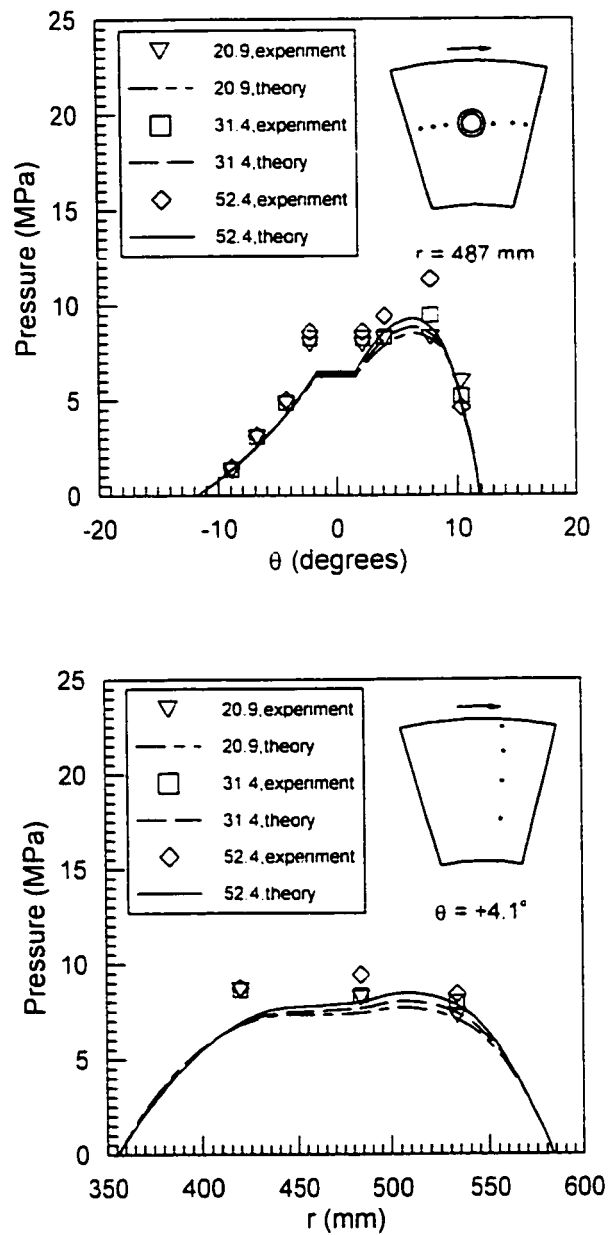 25
20
15
10
5
0
Pressure (MPa)
20.9,experiment
20.9,theory
31.4,experiment
31 4,theory
52.4,experiment
52.4,theory
r = 487 mm
-20
-10
0
10
20
θ (degrees)
25
20
15
10
5
0
Pressure (MPa)
20.9,experiment
20.9,theory
31 4,experiment
31 4,theory
52.4,experiment
52.4.theory
θ = +4.1°
350
400
450
500
550
600
r (mm)